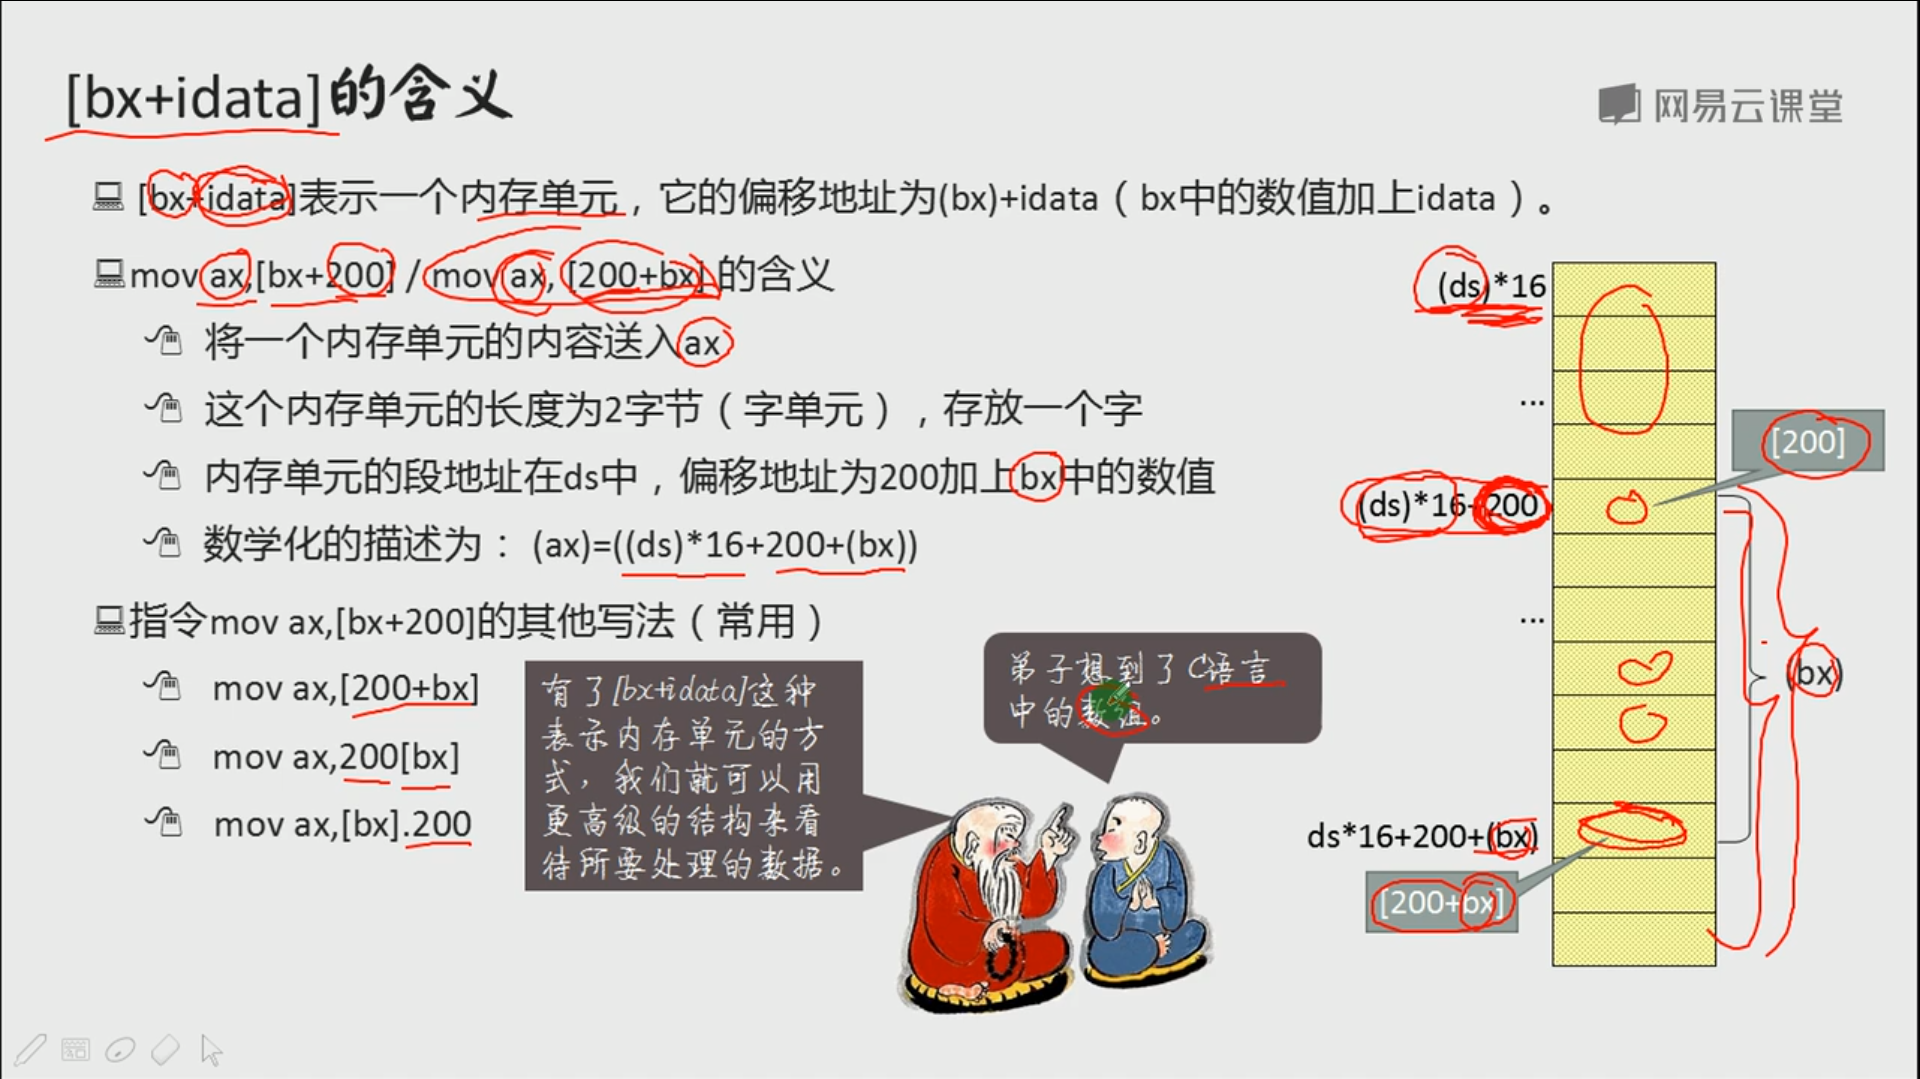 [bx+idata]的含义
网易云课堂
[bx+idata]表示一个内存单元，它的偏移地址为(bx)+idata（bx中的数值加上idata）。
mov ax,[bx+200] / mov ax, [200+bx] 的含义
将一个内存单元的内容送入ax
这个内存单元的长度为2字节（字单元），存放一个字
内存单元的段地址在ds中，偏移地址为200加上bx中的数值
数学化的描述为： (ax)=((ds)*16+200+(bx))
指令mov ax,[bx+200]的其他写法（常用）
mov ax,[200+bx]
mov ax,200[bx]
mov ax,[bx].200
有了[bx+idata]这种
表示内存单元的方
式，我们就可以用
更高级的结构来看
待所要处理的数据。
弟子想到了C语言
中的数组。
(ds)*16
...
[200]
(ds)*16+200
...
(bx)
ds*16+200+(bx)
[200+bx]